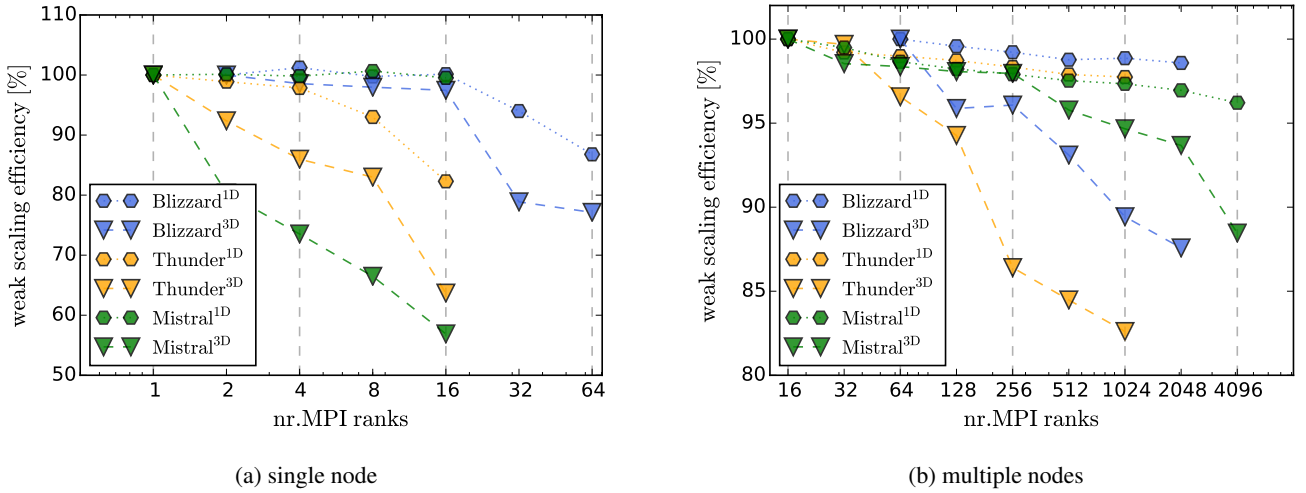 110
100
90
80
70
60
50
weak scaling efficiency [%]
Blizzard1D
Blizzard3D
Thunder1D
Thunder3D
Mistral1D
Mistral3D
1 2 4 8 16 32 64
nr.MPI ranks
(a) single node
100
95
90
85
80
weak scaling efficiency [%]
Blizzard1D
Blizzard3D
Thunder1D
Thunder3D
Mistral1D
Mistral3D
16 32 64 128 256 512 1024 2048 4096
nr.MPI ranks
(b) multiple nodes